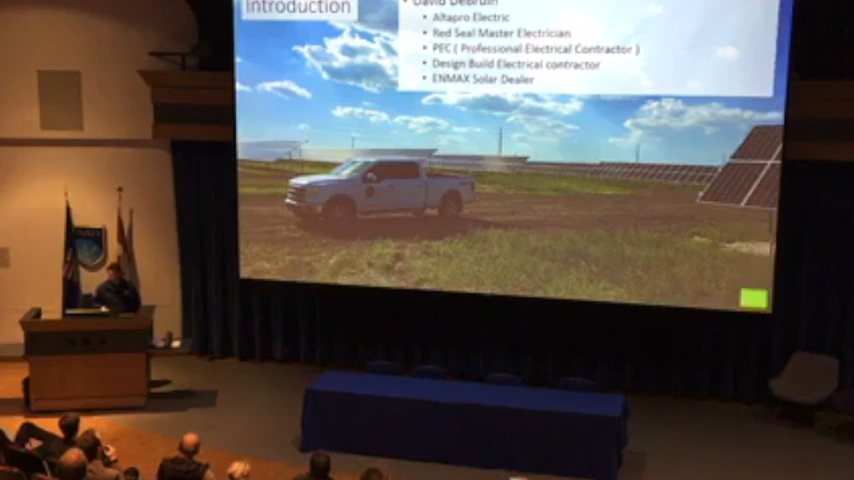 Introduction
• David DeBruin
• Altapro Electric
• Red Seal Master Electrician
• PEC ( Professional Electrical Contractor )
• Design Build Electrical contractor
• ENMAX Solar Dealer